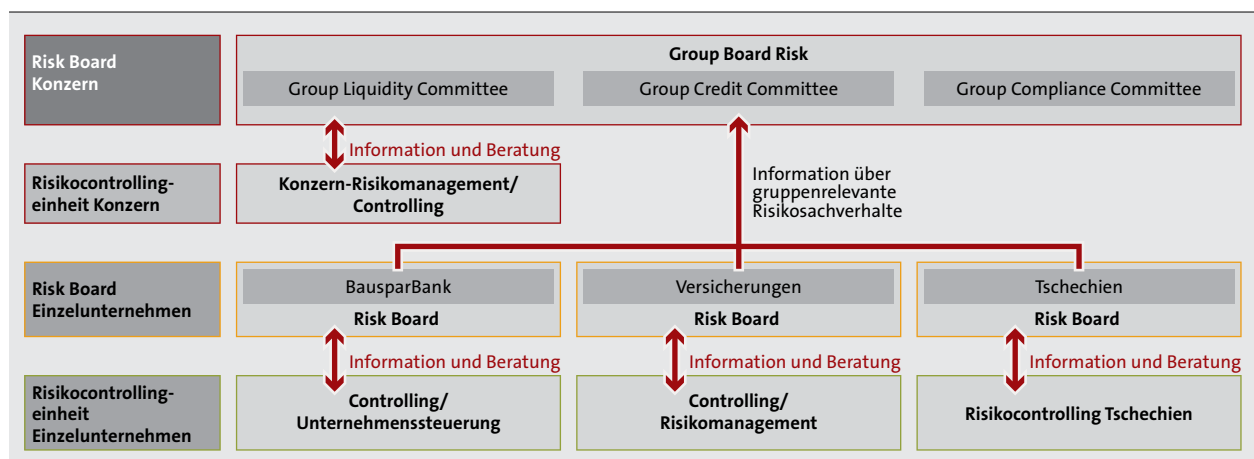 Risk Board
Konzern
Group Board Risk
Group Liquidity Committee
Group Credit Committee
Group Compliance Committee
Information und Beratung
Risikocontrolling-
einheit Konzern
Konzern-Risikomanagement/
Controlling
Information über
gruppenrelevante
Risikosachverhalte
Risk Board
Einzelunternehmen
BausparBank
Risk Board
Versicherungen
Risk Board
Tschechien
Risk Board
Information und Beratung
Information und Beratung
Information und Beratung
Risikocontrolling-
einheit
Einzelunternehmen
Controlling/
Unternehmenssteuerung
Controlling/
Risikomanagement
Risikocontrolling Tschechien